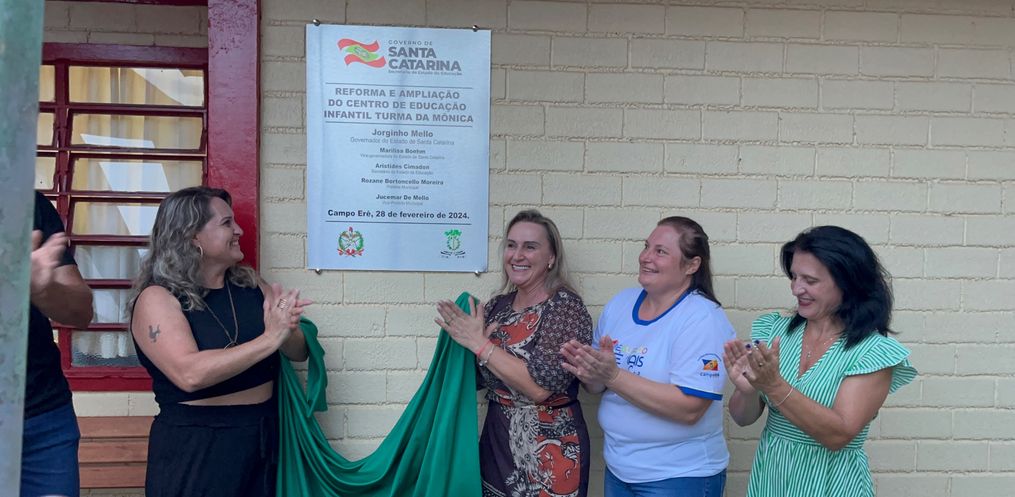 GOVERNO DE
SANTA
CATARINA
Secretaria de Estado da Educação
REFORMA E AMPLIAÇÃO
DO CENTRO DE EDUCAÇÃO
INFANTIL TURMA DA MÔNICA
Jorginho Mello
Governador do Estado de Santa Catarina
Marilisa Boehm
Vice-governadora do Estado de Santa Catarina
Aristides Cimadon
Secretário de Estado da Educação
Rozane Bortoncello Moreira
Prefeita Municipal
Jucemar De Mello
Vice-Prefeito Municipal
Campo Erê, 28 de fevereiro de 2024.